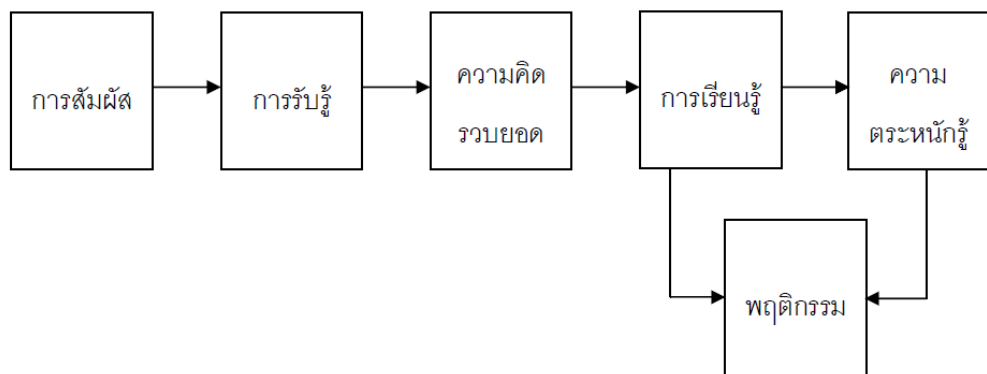 การสัมผัส
การรับรู้
ความคิด
รวบยอด
การเรียนรู้
ความ
ตระหนักรู้
พฤติกรรม